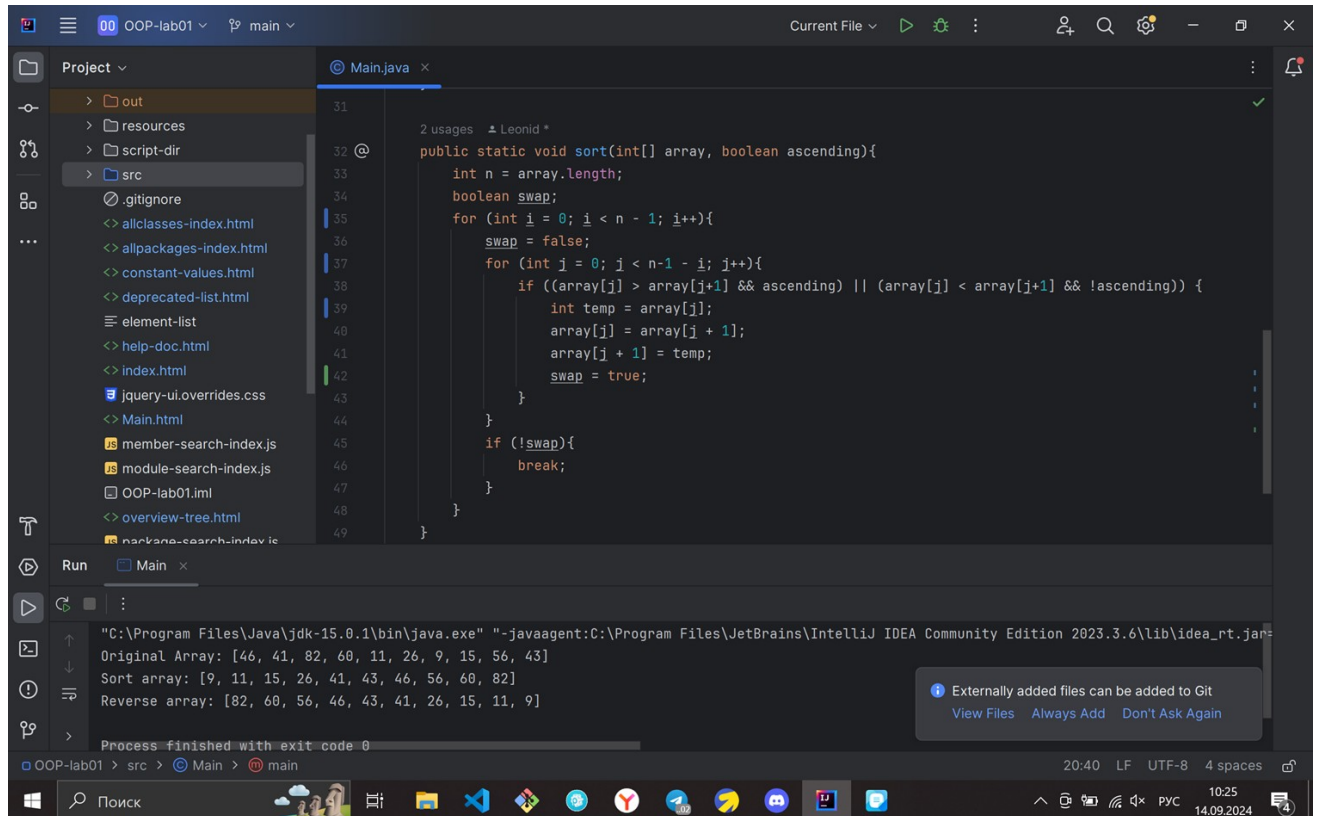 OOP-lab01 main Current File
Project Main.java
out
resources
script-dir
src
.gitignore
allclasses-index.html
allpackages-index.html
constant-values.html
deprecated-list.html
element-list
help-doc.html
index.html
jquery-ui.overrides.css
Main.html
member-search-index.js
module-search-index.js
OOP-lab01.iml
overview-tree.html
package-search-index.js
31
2 usages Leonid *
32 @ public static void sort(int[] array, boolean ascending){
33 int n = array.length;
34 boolean swap;
35 for (int i = 0; i < n - 1; i++){
36 swap = false;
37 for (int j = 0; j < n-1 - i; j++){
38 if ((array[j] > array[j+1] && ascending) || (array[j] < array[j+1] && !ascending)) {
39 int temp = array[j];
40 array[j] = array[j + 1];
41 array[j + 1] = temp;
42 swap = true;
43 }
44 }
45 if (!swap){
46 break;
47 }
48 }
49 }
Run Main
"C:\Program Files\Java\jdk-15.0.1\bin\java.exe" "-javaagent:C:\Program Files\JetBrains\IntelliJ IDEA Community Edition 2023.3.6\lib\idea_rt.jar=
Original Array: [46, 41, 82, 60, 11, 26, 9, 15, 56, 43]
Sort array: [9, 11, 15, 26, 41, 43, 46, 56, 60, 82]
Reverse array: [82, 60, 56, 46, 43, 41, 26, 15, 11, 9]
Process finished with exit code 0
Externally added files can be added to Git
View Files Always Add Don't Ask Again
OOP-lab01 > src > Main > main 20:40 LF UTF-8 4 spaces
Поиск РУС 10:25
14.09.2024